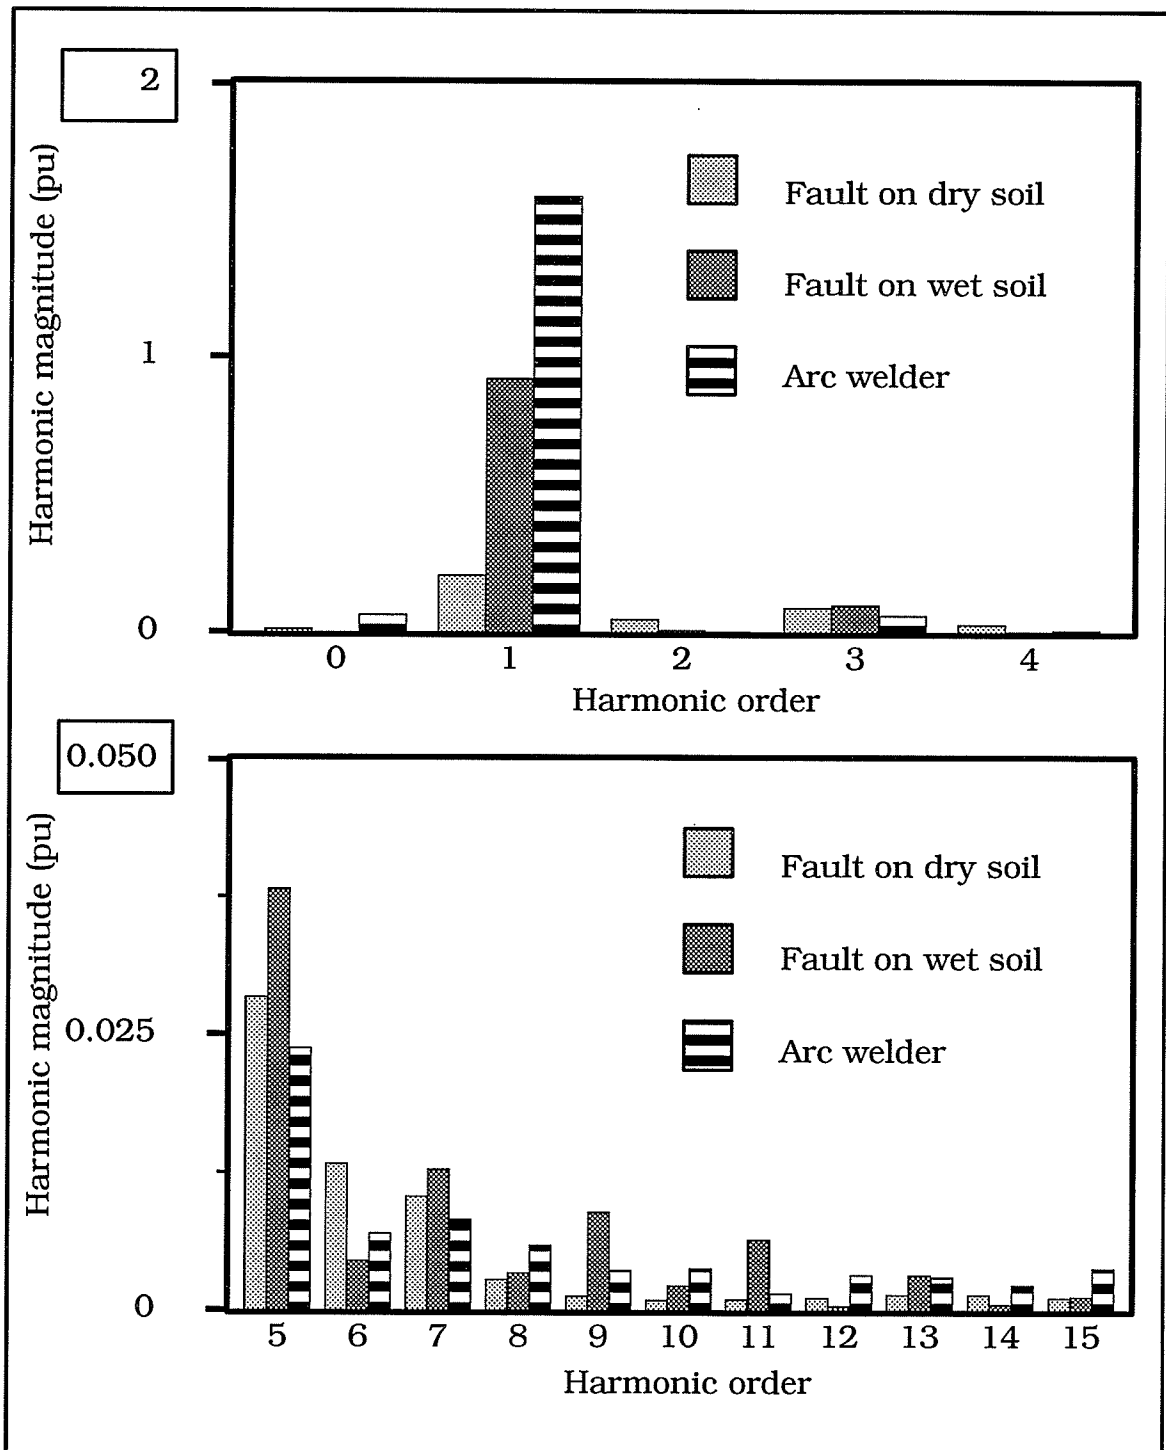 2
Harmonic magnitude (pu)
Fault on dry soil
Fault on wet soil
1
Arc welder
0
0 1 2 3 4
Harmonic order
0.050
Harmonic magnitude (pu)
Fault on dry soil
Fault on wet soil
0.025
Arc welder
0
5 6 7 8 9 10 11 12 13 14 15
Harmonic order